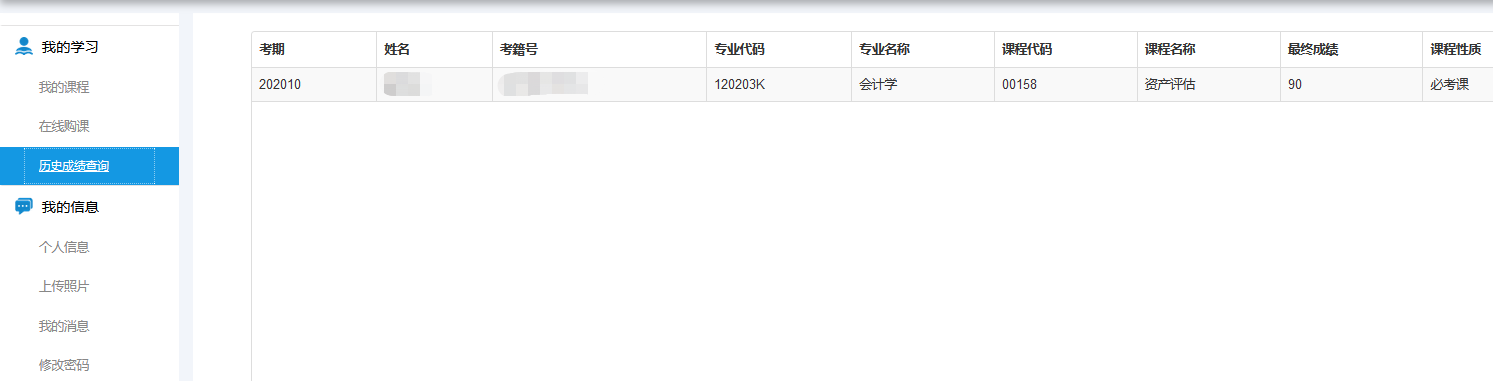 我的学习
我的课程
在线购课
历史成绩查询
我的信息
个人信息
上传照片
我的消息
修改密码
考期 姓名 考籍号 专业代码 专业名称 课程代码 课程名称 最终成绩 课程性质
202010 120203K 会计学 00158 资产评估 90 必考课